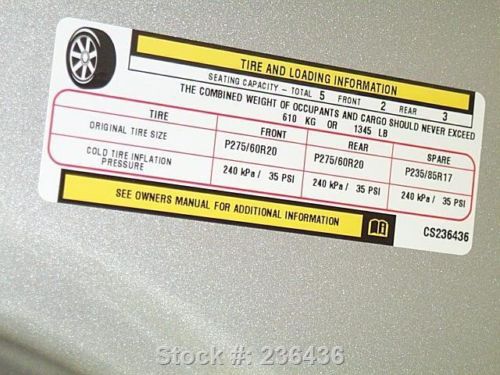 TIRE AND LOADING INFORMATION
SEATING CAPACITY - TOTAL 5 FRONT 2 REAR 3
THE COMBINED WEIGHT OF OCCUPANTS AND CARGO SHOULD NEVER EXCEED
610 KG OR 1345 LB
TIRE FRONT REAR SPARE
ORIGINAL TIRE SIZE P275/60R20 P275/60R20 P235/85R17
COLD TIRE INFLATION
PRESSURE 240 kPa / 35 PSI 240 kPa / 35 PSI 240 kPa / 35 PSI
SEE OWNERS MANUAL FOR ADDITIONAL INFORMATION
CS236436
Stock #: 236436